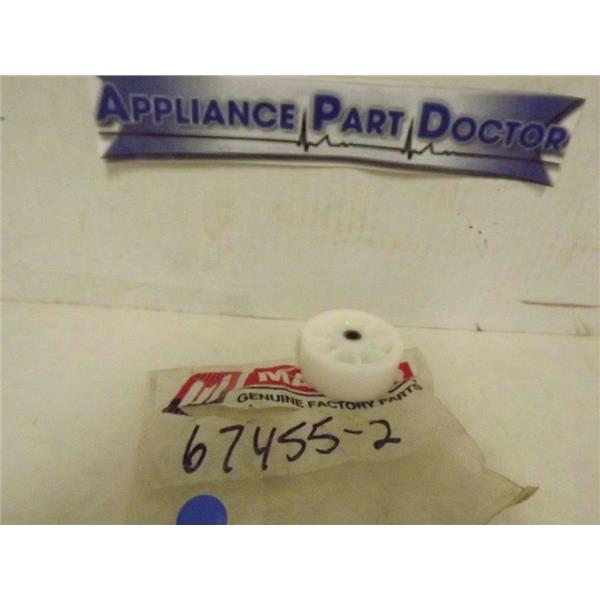 APPLIANCE PART DOCTOR
GENUINE FACTORY PARTS
67455-2